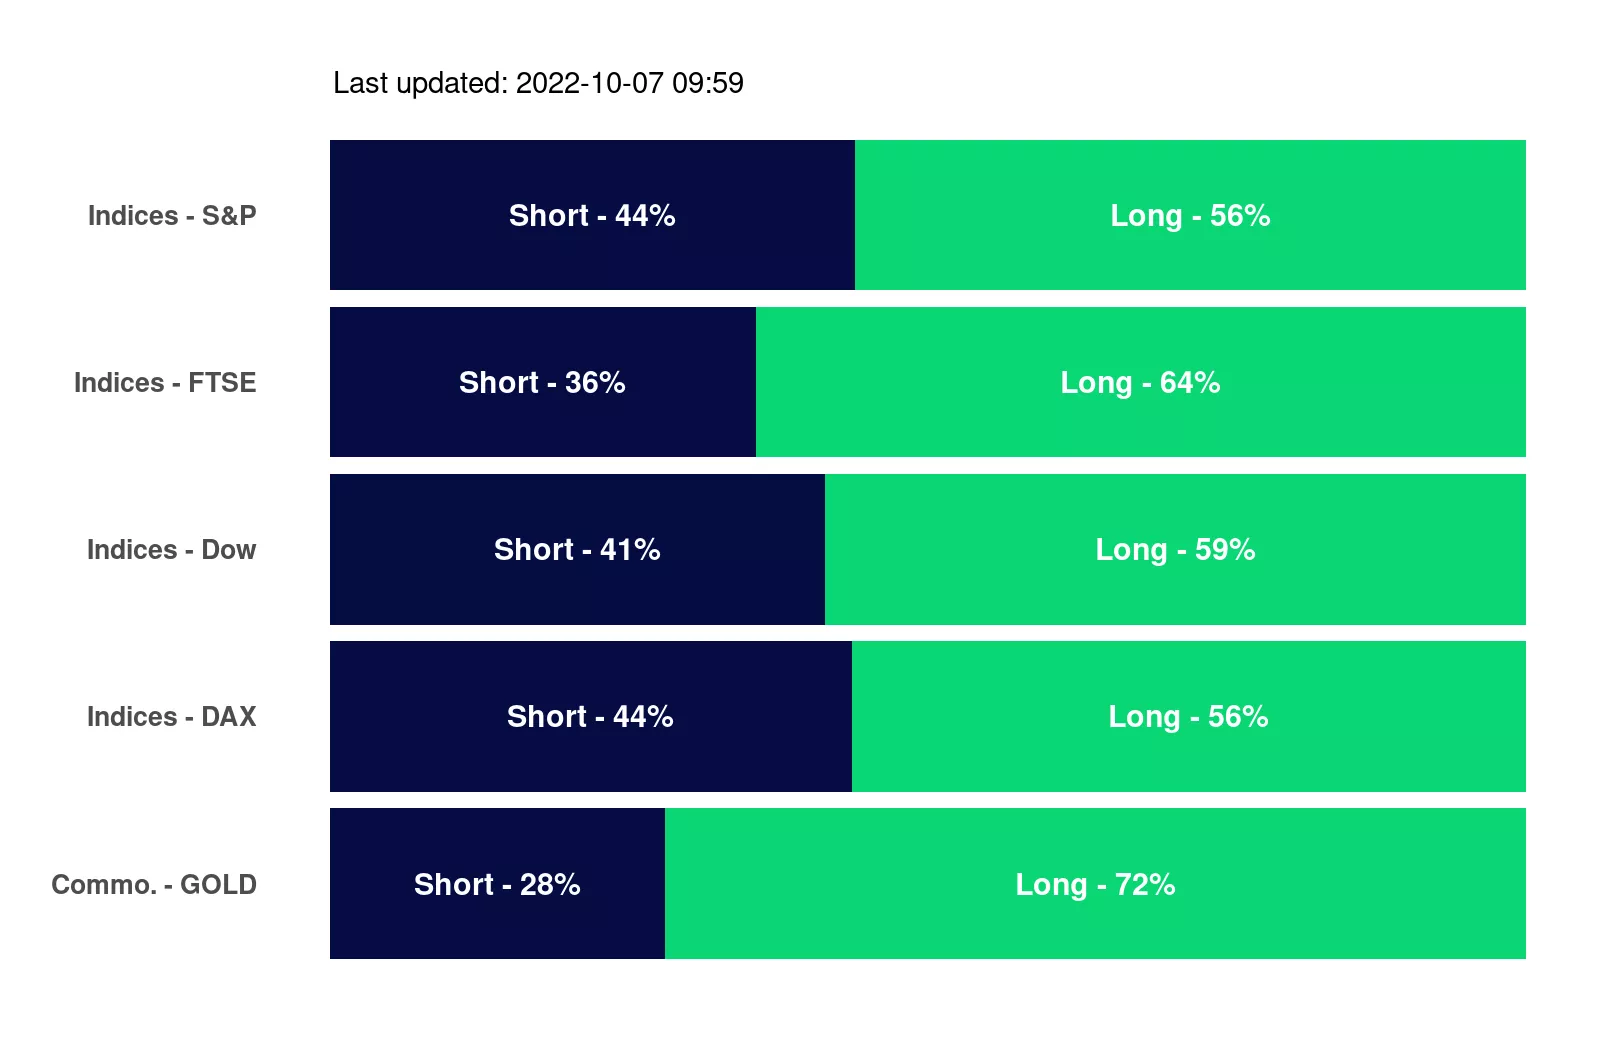 Last updated: 2022-10-07 09:59
Indices - S&P Short - 44% Long - 56%
Indices - FTSE Short - 36% Long - 64%
Indices - Dow Short - 41% Long - 59%
Indices - DAX Short - 44% Long - 56%
Commo. - GOLD Short - 28% Long - 72%